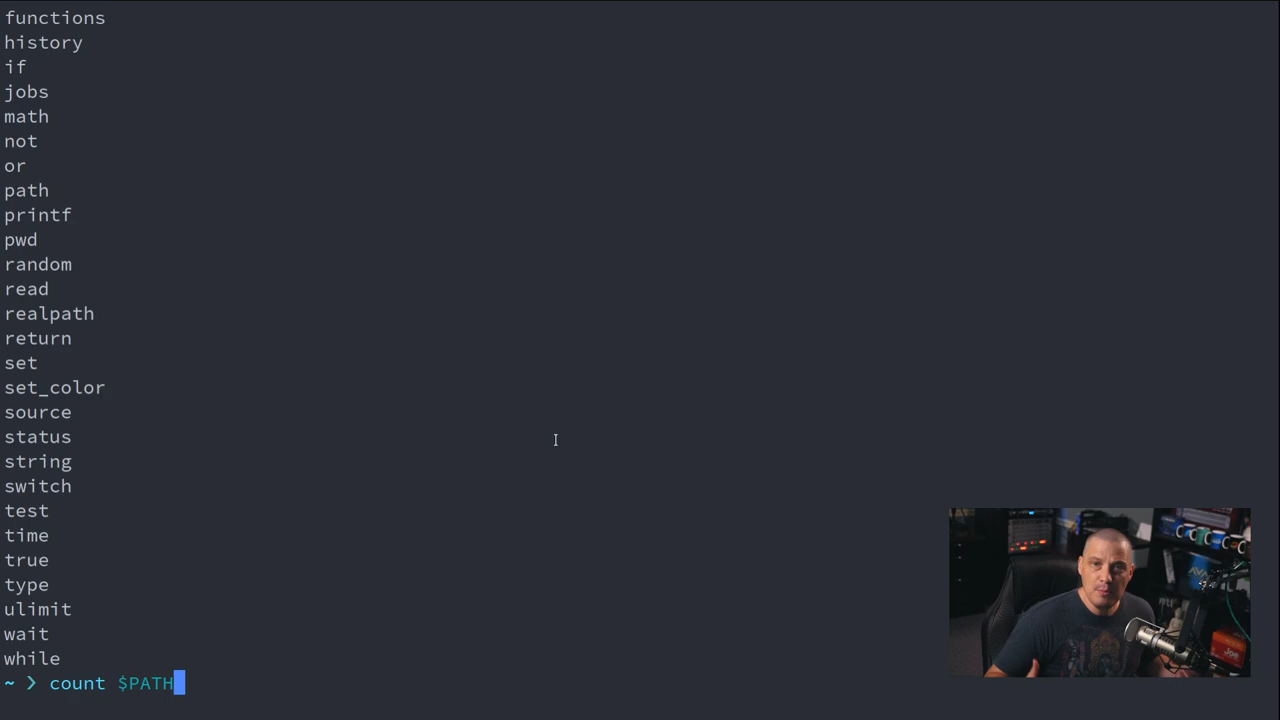 functions
history
if
jobs
math
not
or
path
printf
pwd
random
read
realpath
return
set
set_color
source
status
string
switch
test
time
true
type
ulimit
wait
while
~ ❯ count $PATH